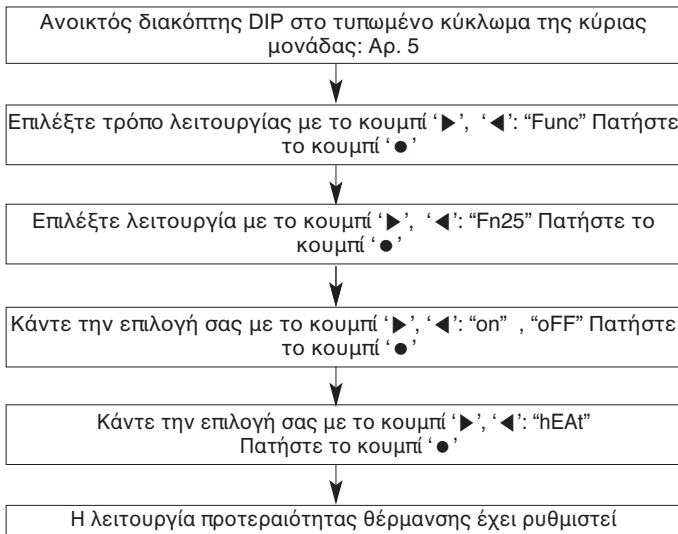 Ανοικτός διακόπτης DIP στο τυπωμένο κύκλωμα της κύριας
μονάδας: Αρ. 5
Επιλέξτε τρόπο λειτουργίας με το κουμπί ‘▶’, ‘◀’: “Func” Πατήστε
το κουμπί ‘●’
Επιλέξτε λειτουργία με το κουμπί ‘▶’, ‘◀’: “Fn25” Πατήστε το
κουμπί ‘●’
Κάντε την επιλογή σας με το κουμπί ‘▶’, ‘◀’: “on” , “oFF” Πατήστε
το κουμπί ‘●’
Κάντε την επιλογή σας με το κουμπί ‘▶’, ‘◀’: “hEAt”
Πατήστε το κουμπί ‘●’
Η λειτουργία προτεραιότητας θέρμανσης έχει ρυθμιστεί